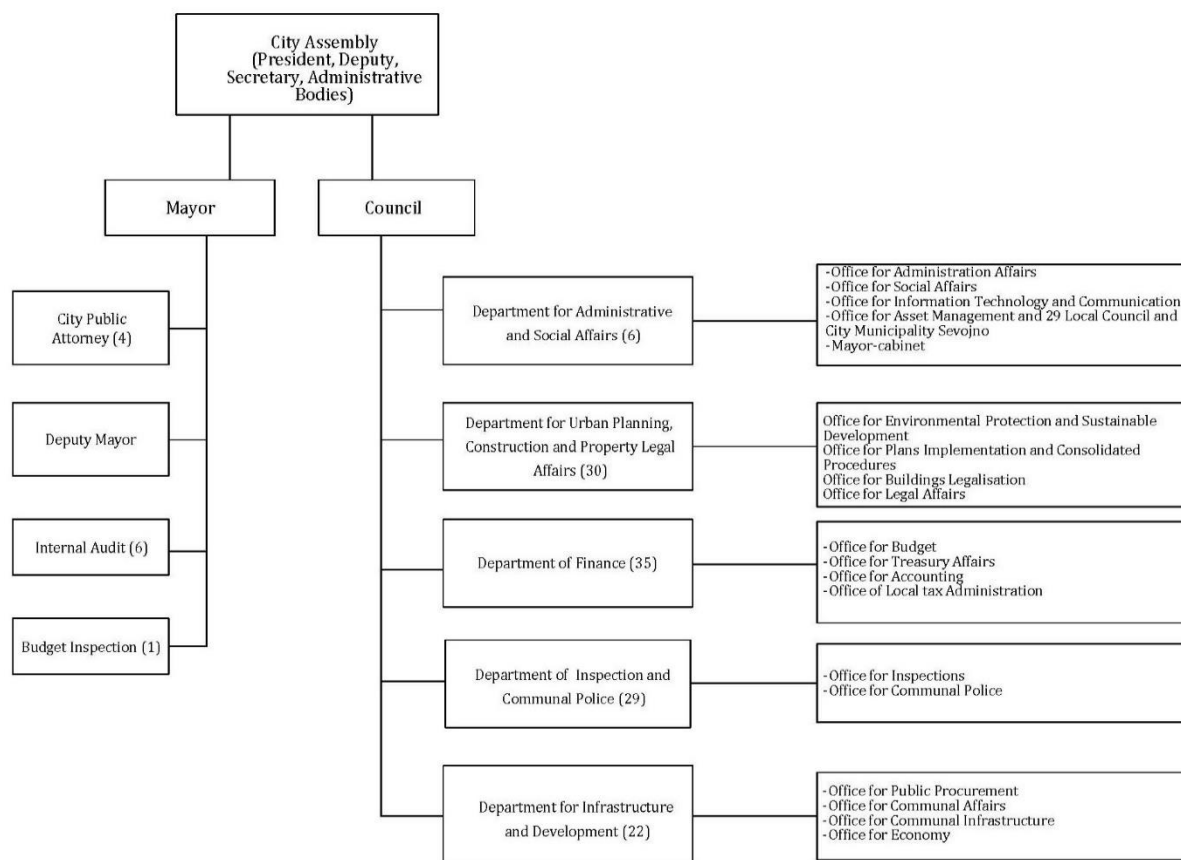 City Assembly
(President, Deputy,
Secretary, Administrative
Bodies)
Mayor
Council
City Public
Attorney (4)
Deputy Mayor
Internal Audit (6)
Budget Inspection (1)
Department for Administrative
and Social Affairs (6)
-Office for Administration Affairs
-Office for Social Affairs
-Office for Information Technology and Communication
-Office for Asset Management and 29 Local Council and
City Municipality Sevojno
-Mayor-cabinet
Department for Urban Planning,
Construction and Property Legal
Affairs (30)
Office for Environmental Protection and Sustainable
Development
Office for Plans Implementation and Consolidated
Procedures
Office for Buildings Legalisation
Office for Legal Affairs
Department of Finance (35)
-Office for Budget
-Office for Treasury Affairs
-Office for Accounting
-Office of Local tax Administration
Department of Inspection and
Communal Police (29)
-Office for Inspections
-Office for Communal Police
Department for Infrastructure
and Development (22)
-Office for Public Procurement
-Office for Communal Affairs
-Office for Communal Infrastructure
-Office for Economy